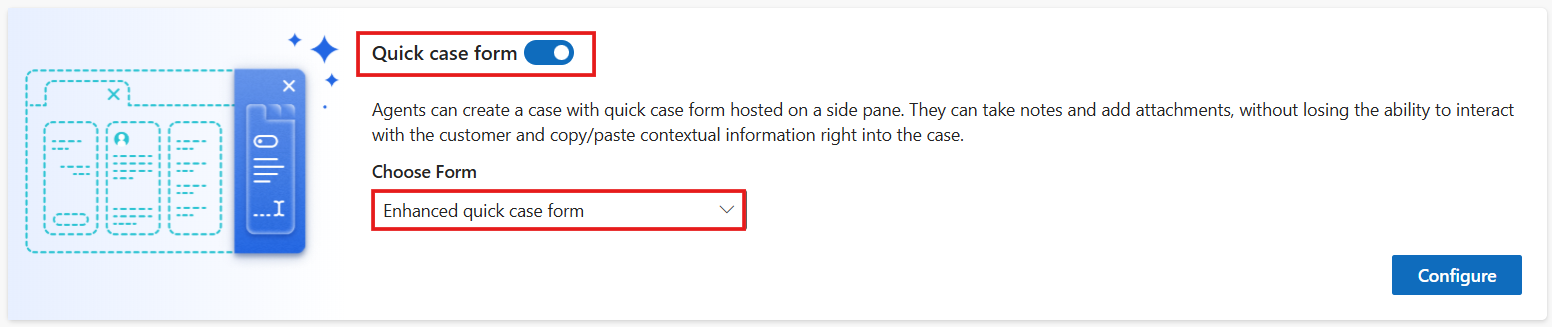 Quick case form
Agents can create a case with quick case form hosted on a side pane. They can take notes and add attachments, without losing the ability to interact
with the customer and copy/paste contextual information right into the case.
Choose Form
Enhanced quick case form
Configure